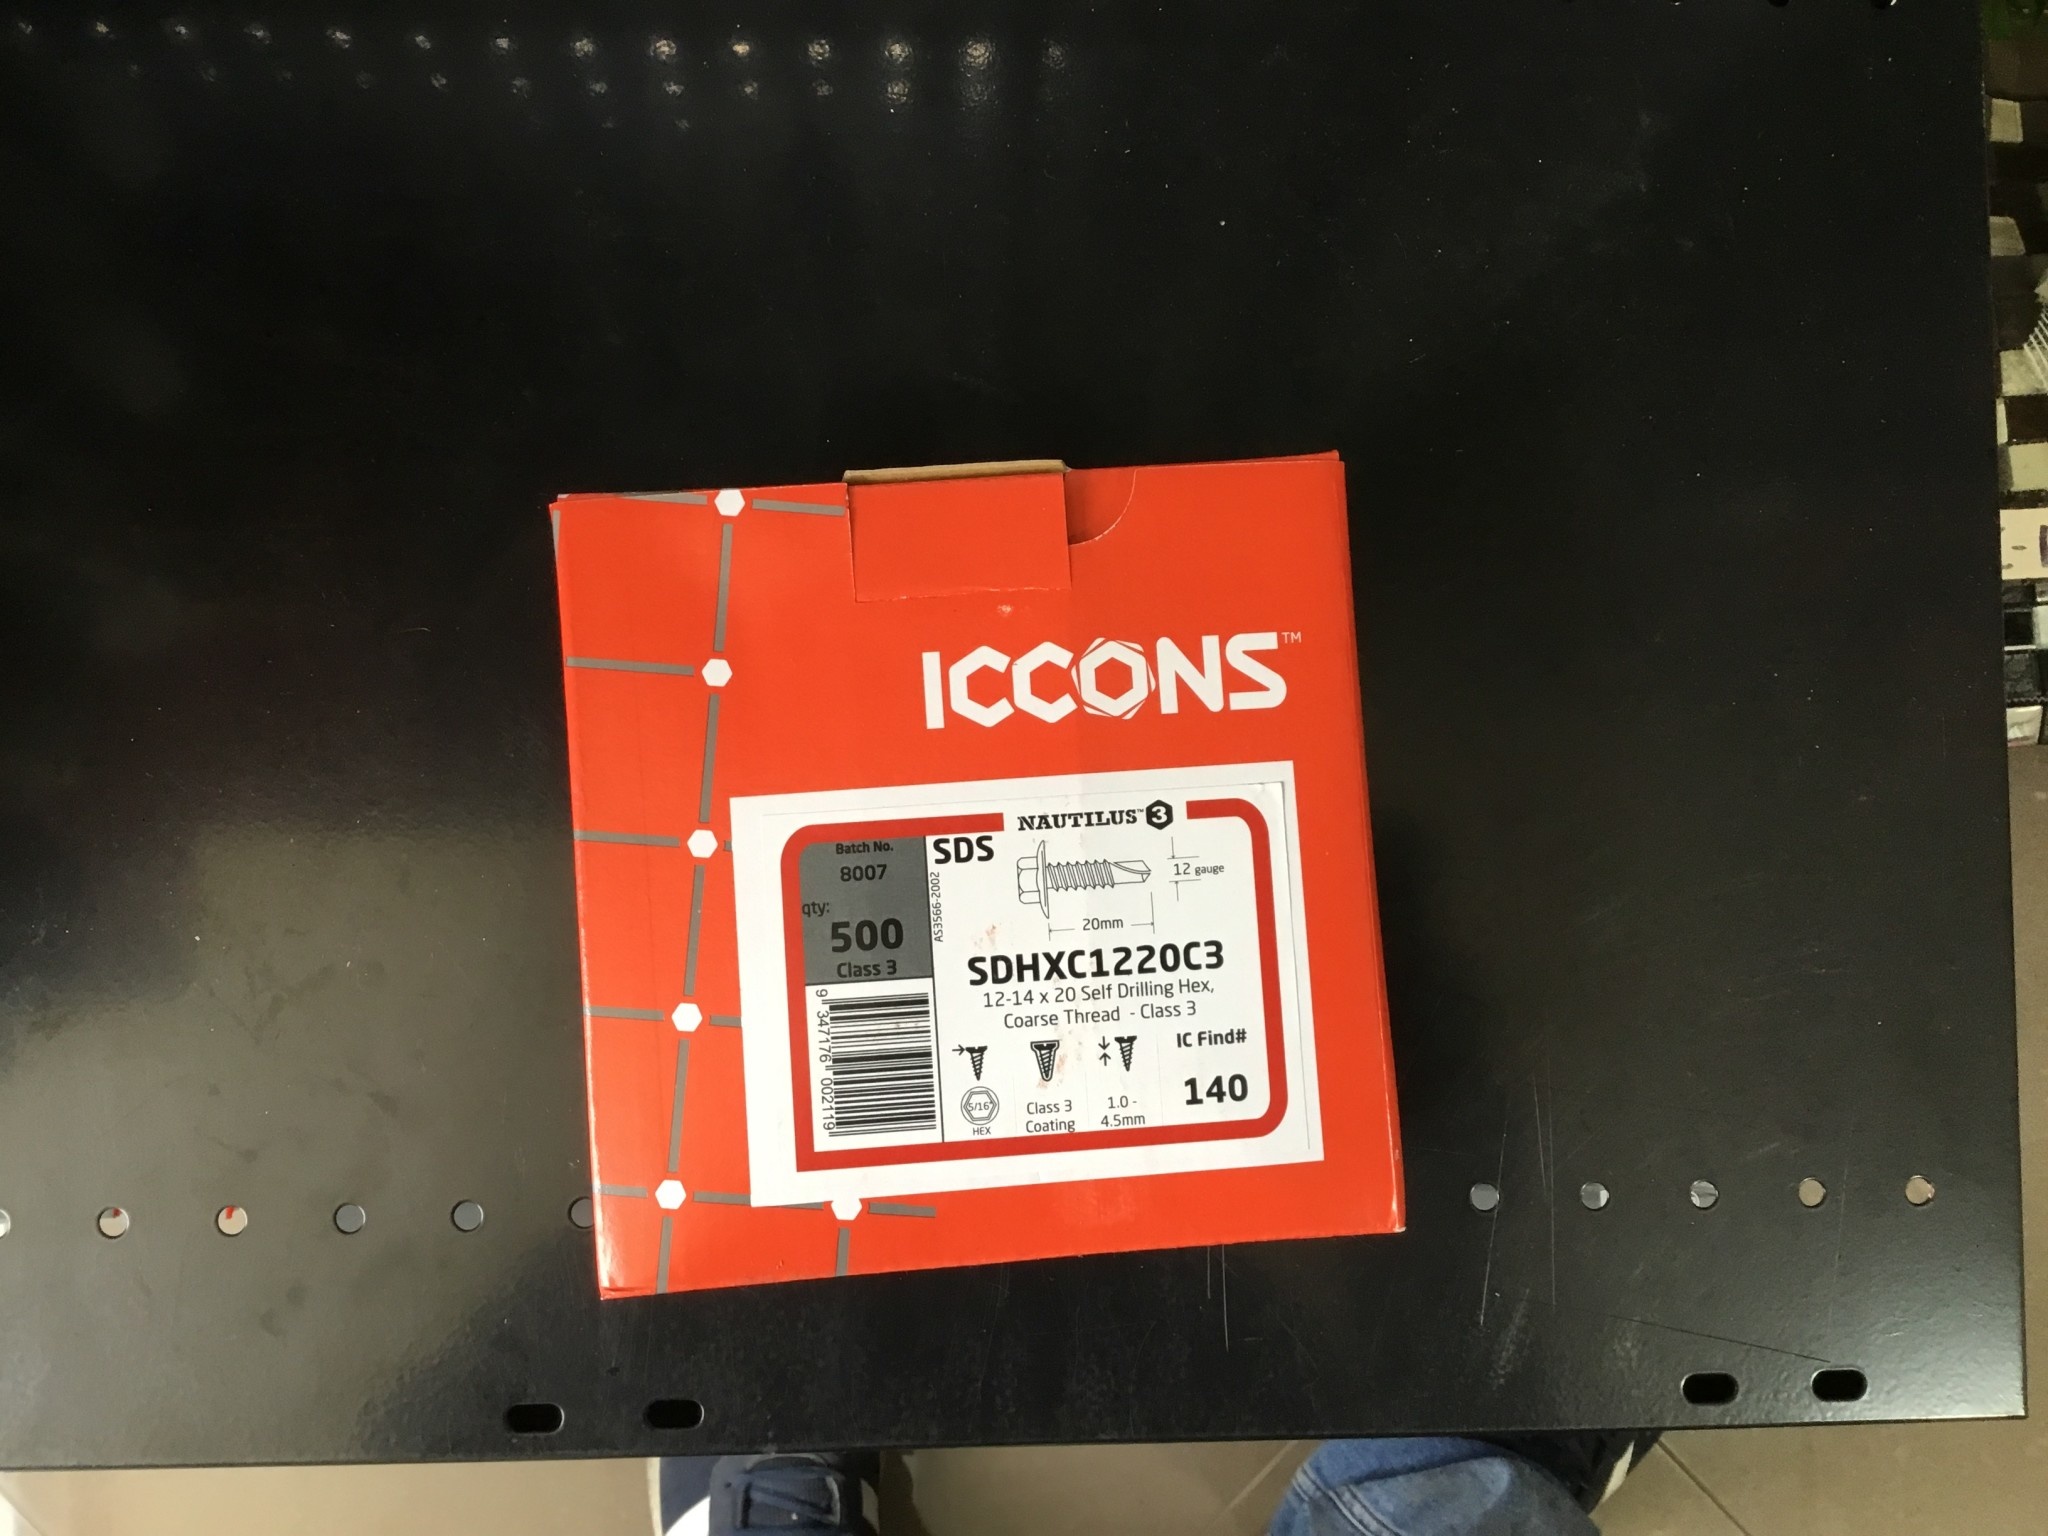 ICCONS™
NAUTILUS™ 3
Batch No.
8007
qty:
500
Class 3
SDS
AS3566-2002
12 gauge
20mm
SDHXC1220C3
12-14 x 20 Self Drilling Hex,
Coarse Thread - Class 3
9 347176 002119
5/16"
HEX
Class 3
Coating
1.0 -
4.5mm
IC Find#
140